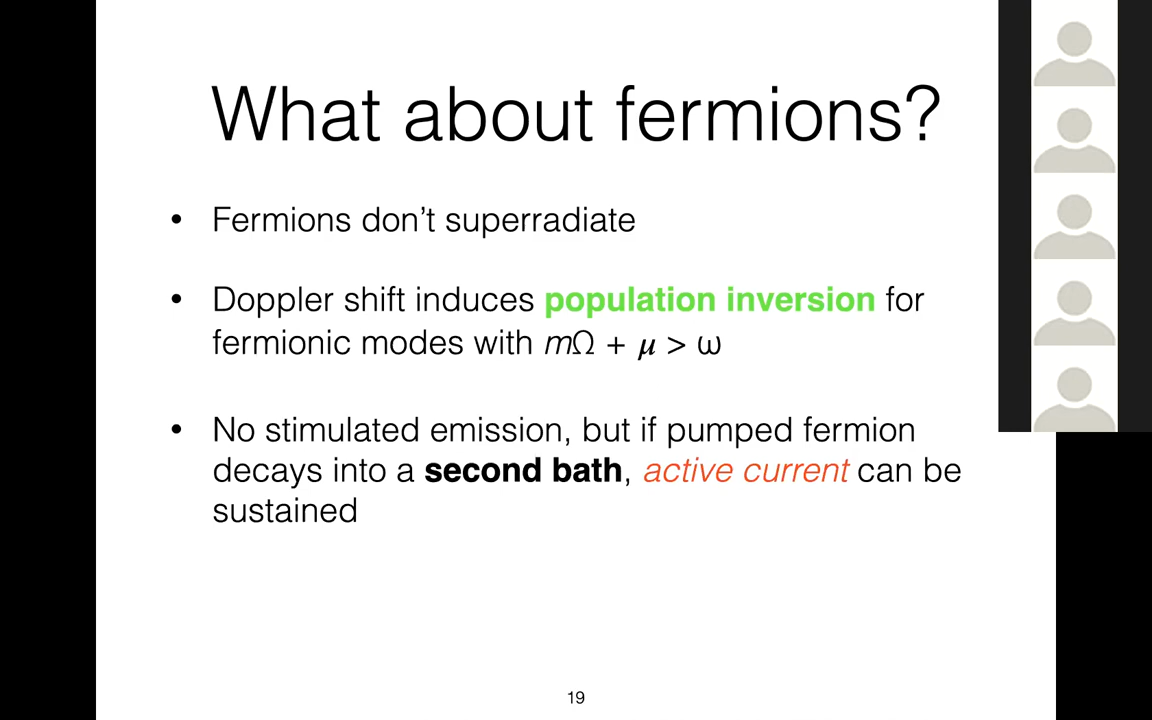 What about fermions?
• Fermions don’t superradiate
• Doppler shift induces population inversion for
fermionic modes with mΩ + μ > ω
• No stimulated emission, but if pumped fermion
decays into a second bath, active current can be
sustained
19